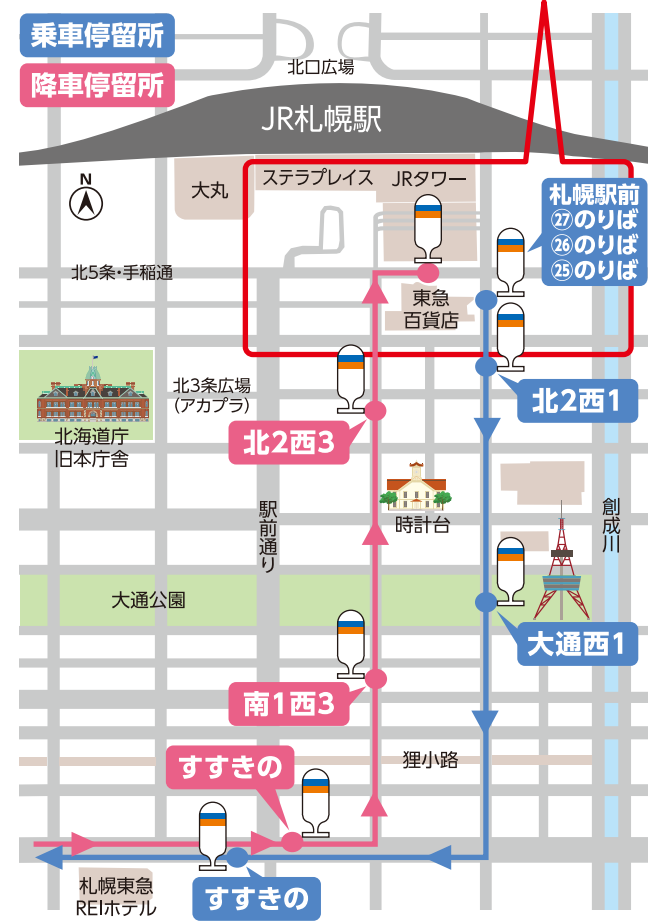 乗車停留所
降車停留所
北口広場
JR札幌駅
N
大丸
ステラプレイス
JRタワー
札幌駅前
㉗のりば
㉖のりば
㉕のりば
北5条・手稲通
東急
百貨店
北3条広場
（アカプラ）
北2西1
北海道庁
旧本庁舎
北2西3
時計台
創成川
駅前通り
大通公園
大通西1
南1西3
狸小路
すすきの
すすきの
札幌東急
REIホテル